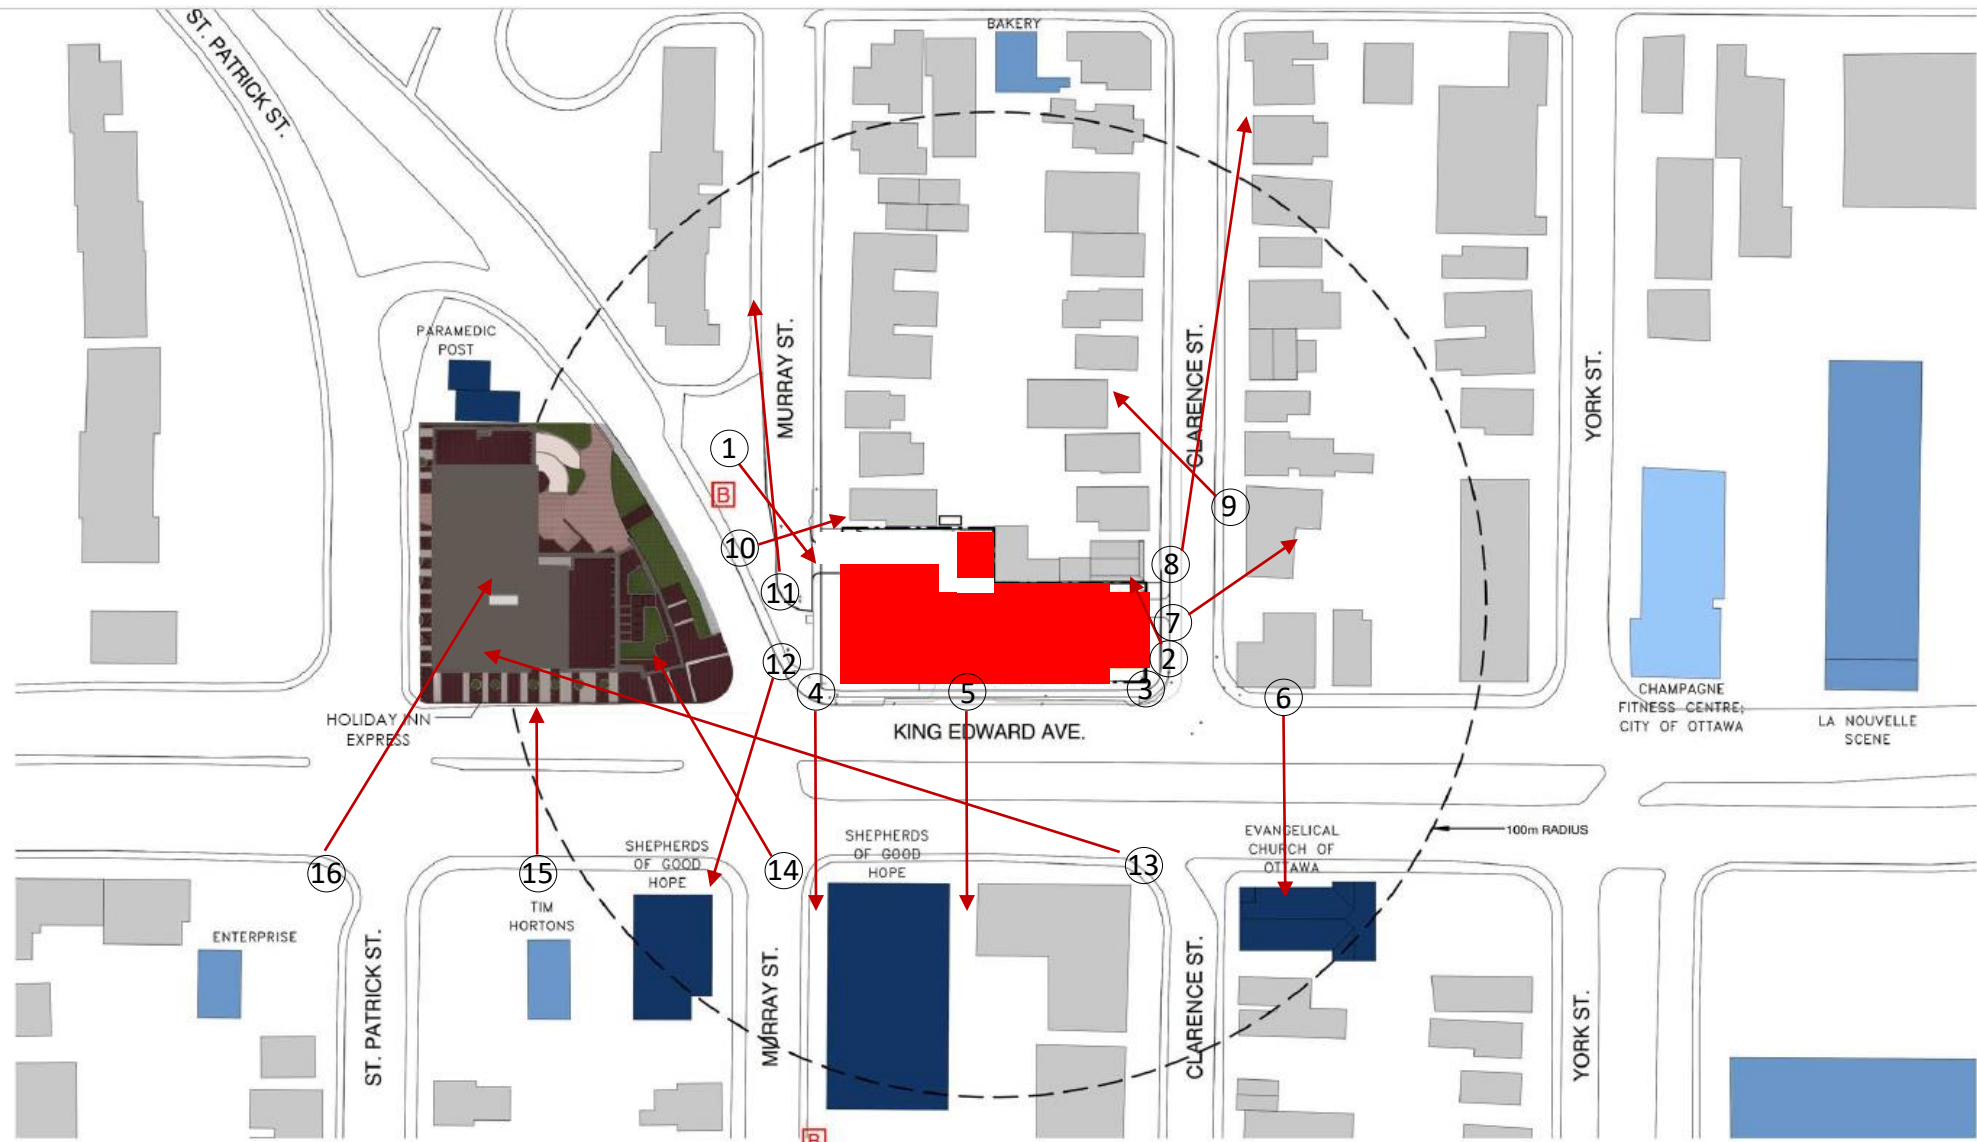 ST. PATRICK ST.
BAKERY
PARAMEDIC
POST
MURRAY ST.
CLARENCE ST.
YORK ST.
1
B
9
10
8
11
7
12
2
4
5
3
6
HOLIDAY INN
EXPRESS
KING EDWARD AVE.
CHAMPAGNE
FITNESS CENTRE;
CITY OF OTTAWA
LA NOUVELLE
SCENE
100m RADIUS
SHEPHERDS
OF GOOD
HOPE
SHEPHERDS
OF GOOD
HOPE
EVANGELICAL
CHURCH OF
OTTAWA
16
15
14
13
TIM
HORTONS
ENTERPRISE
ST. PATRICK ST.
MURRAY ST.
CLARENCE ST.
YORK ST.
B